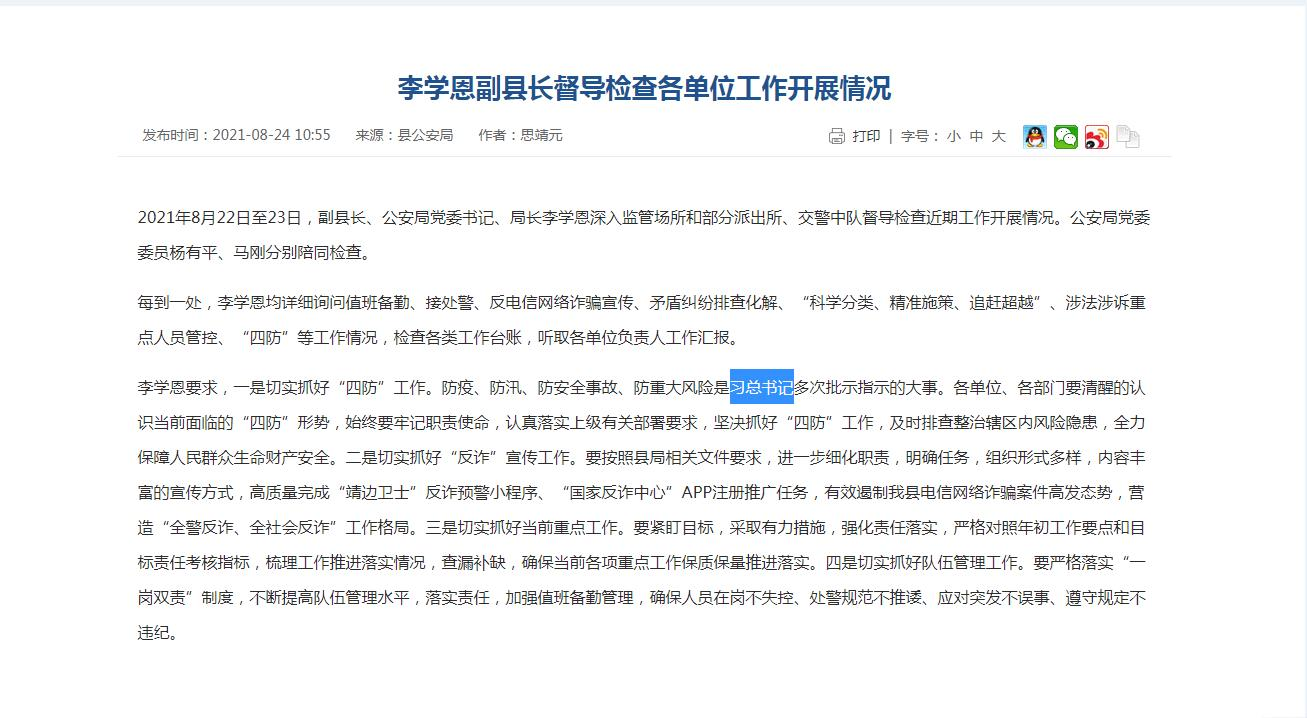 李学恩副县长督导检查各单位工作开展情况
发布时间：2021-08-24 10:55 来源：县公安局 作者：思靖元 打印 | 字号： 小 中 大
2021年8月22日至23日，副县长、公安局党委书记、局长李学恩深入监管场所和部分派出所、交警中队督导检查近期工作开展情况。公安局党委
委员杨有平、马刚分别陪同检查。
每到一处，李学恩均详细询问值班备勤、接处警、反电信网络诈骗宣传、矛盾纠纷排查化解、“科学分类、精准施策、追赶超越”、涉法涉诉重
点人员管控、“四防”等工作情况，检查各类工作台账，听取各单位负责人工作汇报。
李学恩要求，一是切实抓好“四防”工作。防疫、防汛、防安全事故、防重大风险是习总书记多次批示指示的大事。各单位、各部门要清醒的认
识当前面临的“四防”形势，始终要牢记职责使命，认真落实上级有关部署要求，坚决抓好“四防”工作，及时排查整治辖区内风险隐患，全力
保障人民群众生命财产安全。二是切实抓好“反诈”宣传工作。要按照县局相关文件要求，进一步细化职责，明确任务，组织形式多样，内容丰
富的宣传方式，高质量完成“靖边卫士”反诈预警小程序、“国家反诈中心”APP注册推广任务，有效遏制我县电信网络诈骗案件高发态势，营
造“全警反诈、全社会反诈”工作格局。三是切实抓好当前重点工作。要紧盯目标，采取有力措施，强化责任落实，严格对照年初工作要点和目
标责任考核指标，梳理工作推进落实情况，查漏补缺，确保当前各项重点工作保质保量推进落实。四是切实抓好队伍管理工作。要严格落实“一
岗双责”制度，不断提高队伍管理水平，落实责任，加强值班备勤管理，确保人员在岗不失控、处警规范不推诿、应对突发不误事、遵守规定不
违纪。